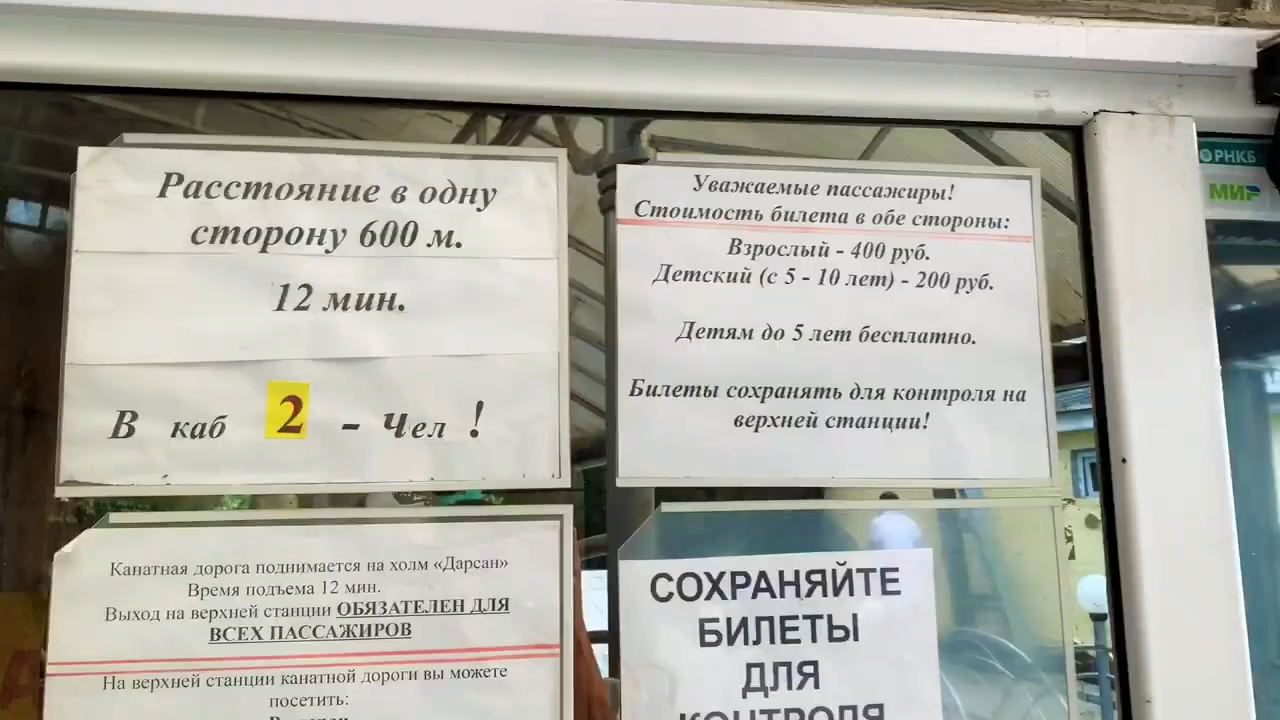 Расстояние в одну
сторону 600 м.
12 мин.
В каб 2 - Чел !
Уважаемые пассажиры!
Стоимость билета в обе стороны:
Взрослый - 400 руб.
Детский (с 5 - 10 лет) - 200 руб.
Детям до 5 лет бесплатно.
Билеты сохранять для контроля на
верхней станции!
РНКБ
МИР
Канатная дорога поднимается на холм «Дарсан»
Время подъема 12 мин.
Выход на верхней станции ОБЯЗАТЕЛЕН ДЛЯ
ВСЕХ ПАССАЖИРОВ
На верхней станции канатной дороги вы можете
посетить:
СОХРАНЯЙТЕ
БИЛЕТЫ
ДЛЯ
КОНТРОЛЯ